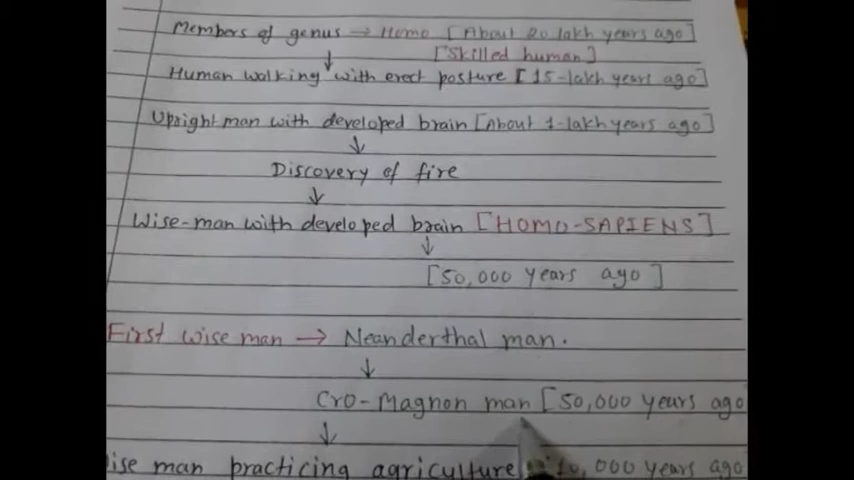 Members of genus → Homo [About 20 lakh years ago]
[Skilled human]
↓
Human walking with erect posture [15-lakh years ago]
Upright man with developed brain [About 1-lakh years ago]
↓
Discovery of fire
↓
Wise-man with developed brain [HOMO-SAPIENS]
↓
[50,000 years ago]
First wise man → Neanderthal man.
↓
Cro-Magnon man [50,000 years ago
↓
ise man practicing agriculture 10,000 years ago